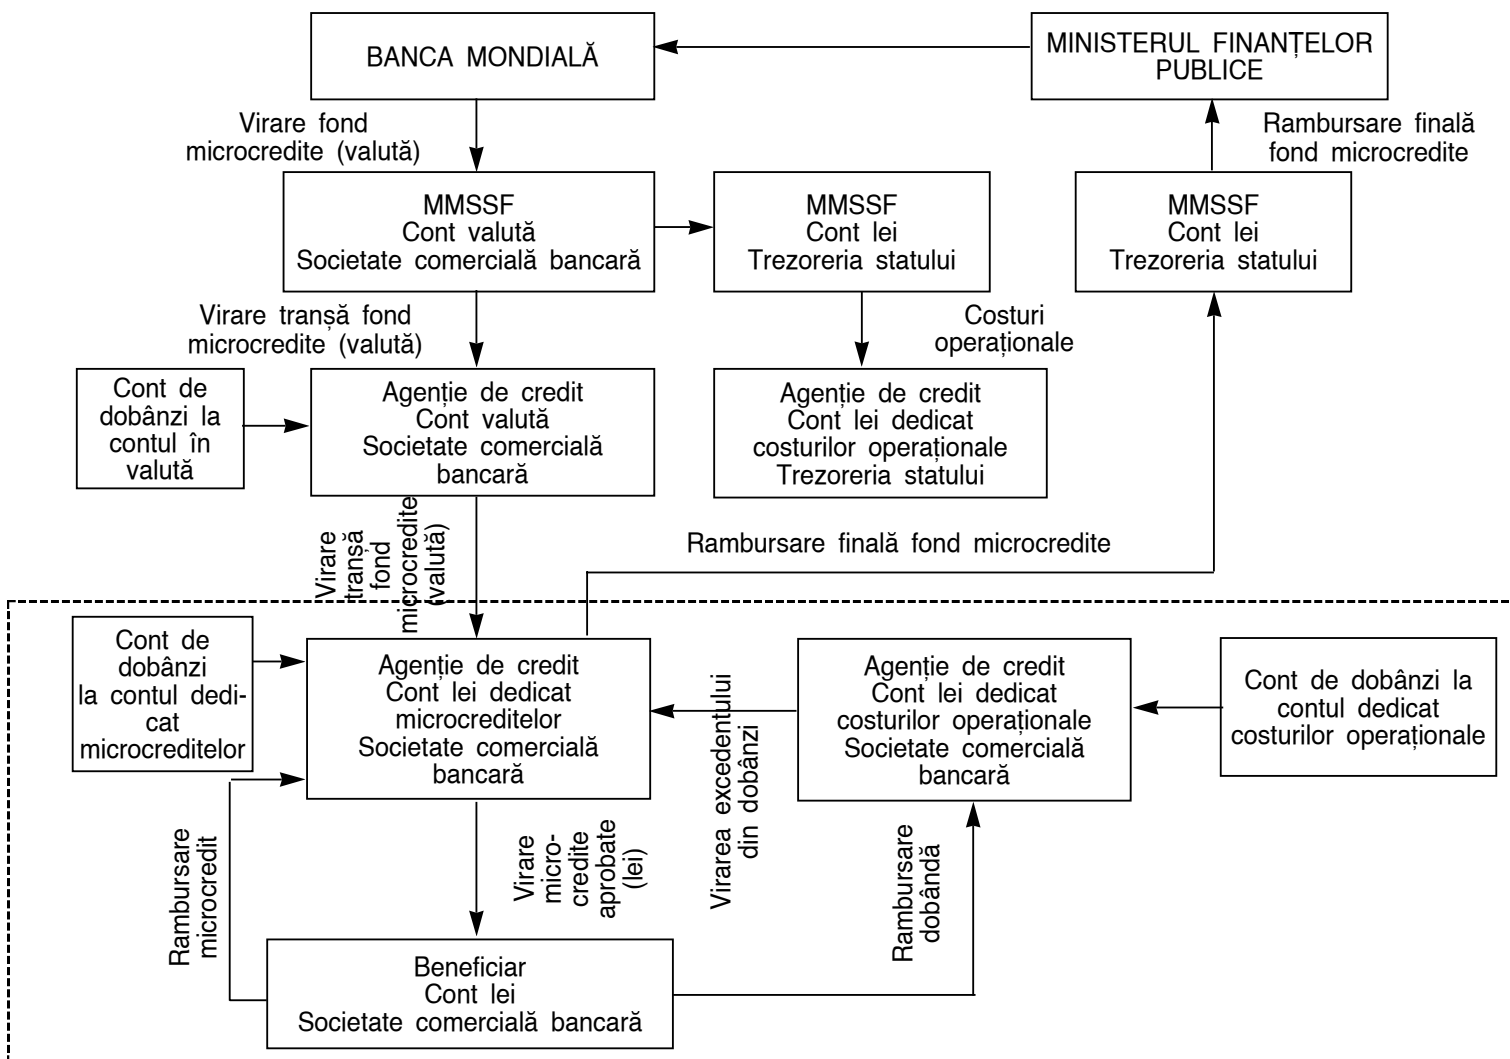 BANCA MONDIALĂ
MINISTERUL FINANȚELOR
PUBLICE
Virare fond
microcredite (valută)
Rambursare finală
fond microcredite
MMSSF
Cont valută
Societate comercială bancară
MMSSF
Cont lei
Trezoreria statului
MMSSF
Cont lei
Trezoreria statului
Virare tranșă fond
microcredite (valută)
Costuri
operaționale
Cont de
dobânzi la
contul în
valută
Agenție de credit
Cont valută
Societate comercială
bancară
Agenție de credit
Cont lei dedicat
costurilor operaționale
Trezoreria statului
Virare
tranșă
fond
microcredite
(valută)
Rambursare finală fond microcredite
Cont de
dobânzi
la contul dedi-
cat
microcreditelor
Agenție de credit
Cont lei dedicat
microcreditelor
Societate comercială
bancară
Virarea excedentului
din dobânzi
Agenție de credit
Cont lei dedicat
costurilor operaționale
Societate comercială
bancară
Cont de dobânzi la
contul dedicat
costurilor operaționale
Rambursare
microcredit
Virare
micro-
credite
aprobate
(lei)
Rambursare
dobândă
Beneficiar
Cont lei
Societate comercială bancară